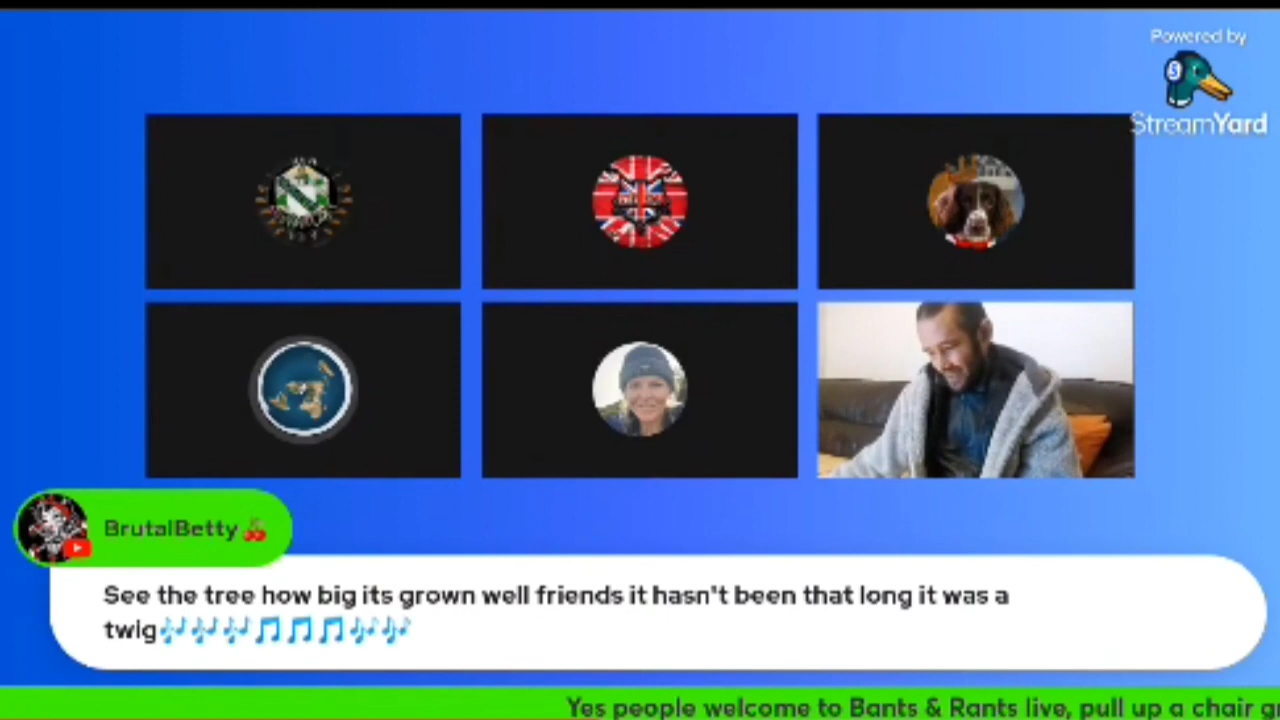 Powered by
StreamYard
BrutalBetty🍒
See the tree how big its grown well friends it hasn't been that long it was a
twig🎶🎶🎶🎵🎵🎵🎶🎶
Yes people welcome to Bants & Rants live, pull up a chair a